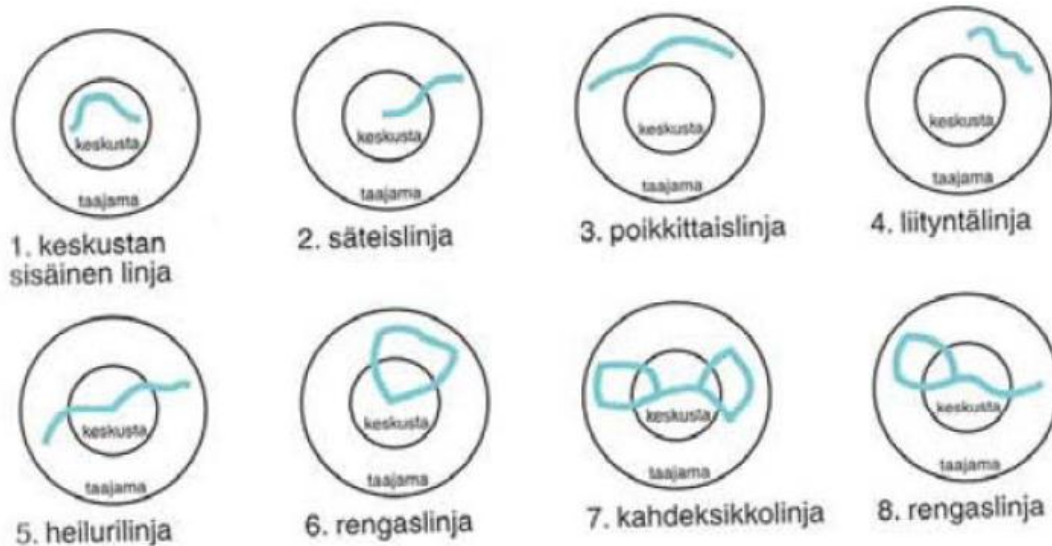 keskusta
taajama
1. keskustan
sisäinen linja
keskusta
taajama
2. säteislinja
keskusta
taajama
3. poikkittaislinja
keskusta
taajama
4. liityntälinja
keskusta
taajama
5. heilurilinja
keskusta
taajama
6. rengaslinja
keskusta
taajama
7. kahdeksikkolinja
keskusta
taajama
8. rengaslinja